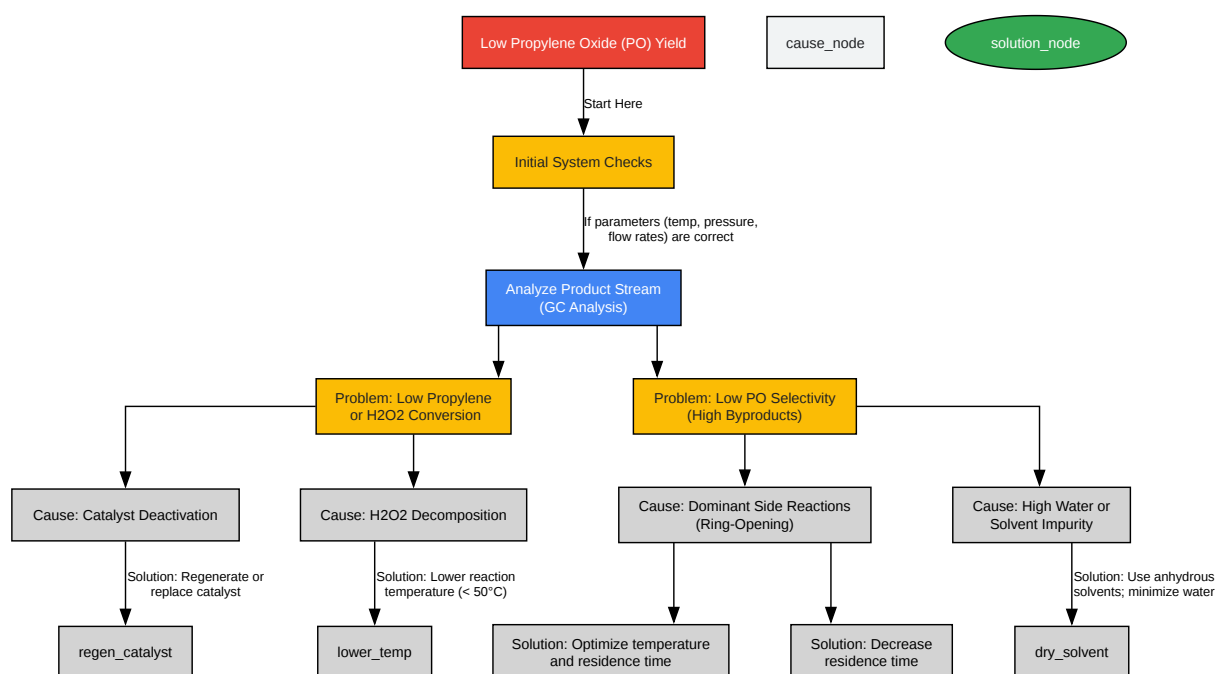 Low Propylene Oxide (PO) Yield
cause_node
solution_node
Start Here
Initial System Checks
If parameters (temp, pressure,
flow rates) are correct
Analyze Product Stream
(GC Analysis)
Problem: Low Propylene
or H2O2 Conversion
Problem: Low PO Selectivity
(High Byproducts)
Cause: Catalyst Deactivation
Cause: H2O2 Decomposition
Cause: Dominant Side Reactions
(Ring-Opening)
Cause: High Water or
Solvent Impurity
Solution: Regenerate or
replace catalyst
Solution: Lower reaction
temperature (< 50°C)
Solution: Use anhydrous
solvents; minimize water
regen_catalyst
lower_temp
Solution: Optimize temperature
and residence time
Solution: Decrease
residence time
dry_solvent